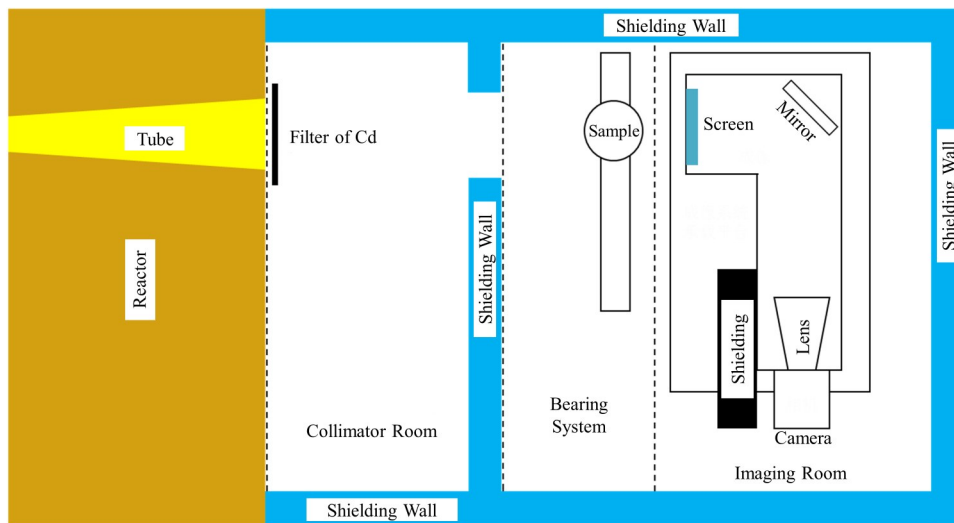 Shielding Wall
Tube
Filter of Cd
Sample
Screen
Mirror
Shielding Wall
Reactor
Shielding Wall
Shielding
Lens
Collimator Room
Bearing
System
Camera
Imaging Room
Shielding Wall